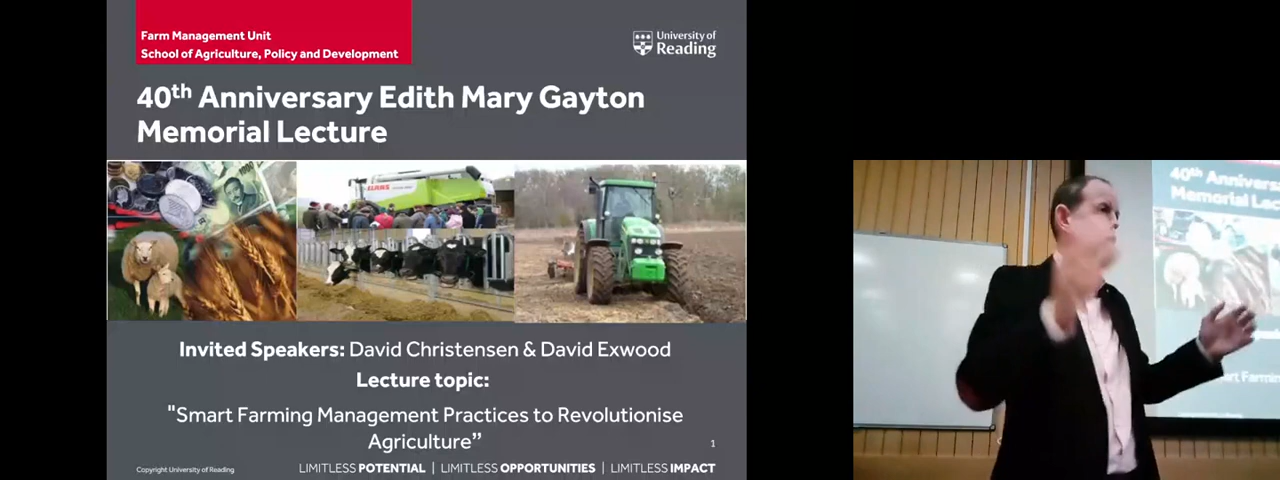 Farm Management Unit
School of Agriculture, Policy and Development
University of
Reading
40th Anniversary Edith Mary Gayton
Memorial Lecture
CLAAS
Invited Speakers: David Christensen & David Exwood
Lecture topic:
"Smart Farming Management Practices to Revolutionise
Agriculture”
1
Copyright University of Reading
LIMITLESS POTENTIAL | LIMITLESS OPPORTUNITIES | LIMITLESS IMPACT
40th Annivers
Memorial Lec